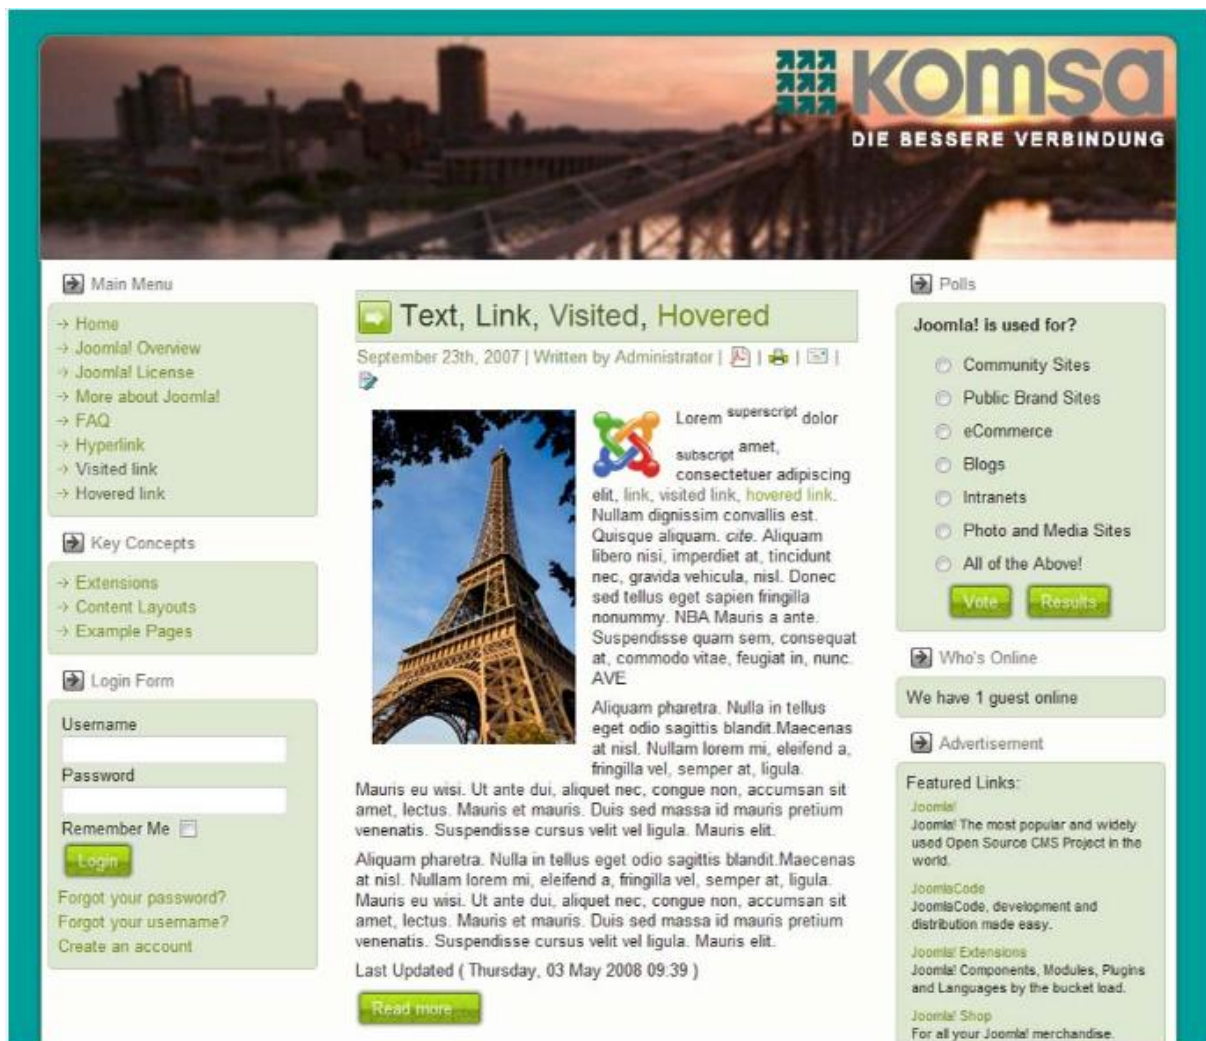 KOMSA
DIE BESSERE VERBINDUNG
Main Menu
Home
Joomla! Overview
Joomla! License
More about Joomla!
FAQ
Hyperlink
Visited link
Hovered link
Key Concepts
Extensions
Content Layouts
Example Pages
Login Form
Username
Password
Remember Me
Login
Forgot your password?
Forgot your username?
Create an account
Text, Link, Visited, Hovered
September 23th, 2007 | Written by Administrator | | | |
Lorem superscript dolor
subscript amet,
consectetuer adipiscing
elit, link, visited link, hovered link.
Nullam dignissim convallis est.
Quisque aliquam. cite. Aliquam
libero nisi, imperdiet at, tincidunt
nec, gravida vehicula, nisl. Donec
sed tellus eget sapien fringilla
nonummy. NBA Mauris a ante.
Suspendisse quam sem, consequat
at, commodo vitae, feugiat in, nunc.
AVE
Aliquam pharetra. Nulla in tellus
eget odio sagittis blandit.Maecenas
at nisl. Nullam lorem mi, eleifend a,
fringilla vel, semper at, ligula.
Mauris eu wisi. Ut ante dui, aliquet nec, congue non, accumsan sit
amet, lectus. Mauris et mauris. Duis sed massa id mauris pretium
venenatis. Suspendisse cursus velit vel ligula. Mauris elit.
Aliquam pharetra. Nulla in tellus eget odio sagittis blandit.Maecenas
at nisl. Nullam lorem mi, eleifend a, fringilla vel, semper at, ligula.
Mauris eu wisi. Ut ante dui, aliquet nec, congue non, accumsan sit
amet, lectus. Mauris et mauris. Duis sed massa id mauris pretium
venenatis. Suspendisse cursus velit vel ligula. Mauris elit.
Last Updated ( Thursday, 03 May 2008 09:39 )
Read more...
Polls
Joomla! is used for?
Community Sites
Public Brand Sites
eCommerce
Blogs
Intranets
Photo and Media Sites
All of the Above!
Vote Results
Who's Online
We have 1 guest online
Advertisement
Featured Links:
Joomla!
Joomla! The most popular and widely
used Open Source CMS Project in the
world.
JoomlaCode
JoomlaCode, development and
distribution made easy.
Joomla! Extensions
Joomla! Components, Modules, Plugins
and Languages by the bucket load.
Joomla! Shop
For all your Joomla! merchandise.